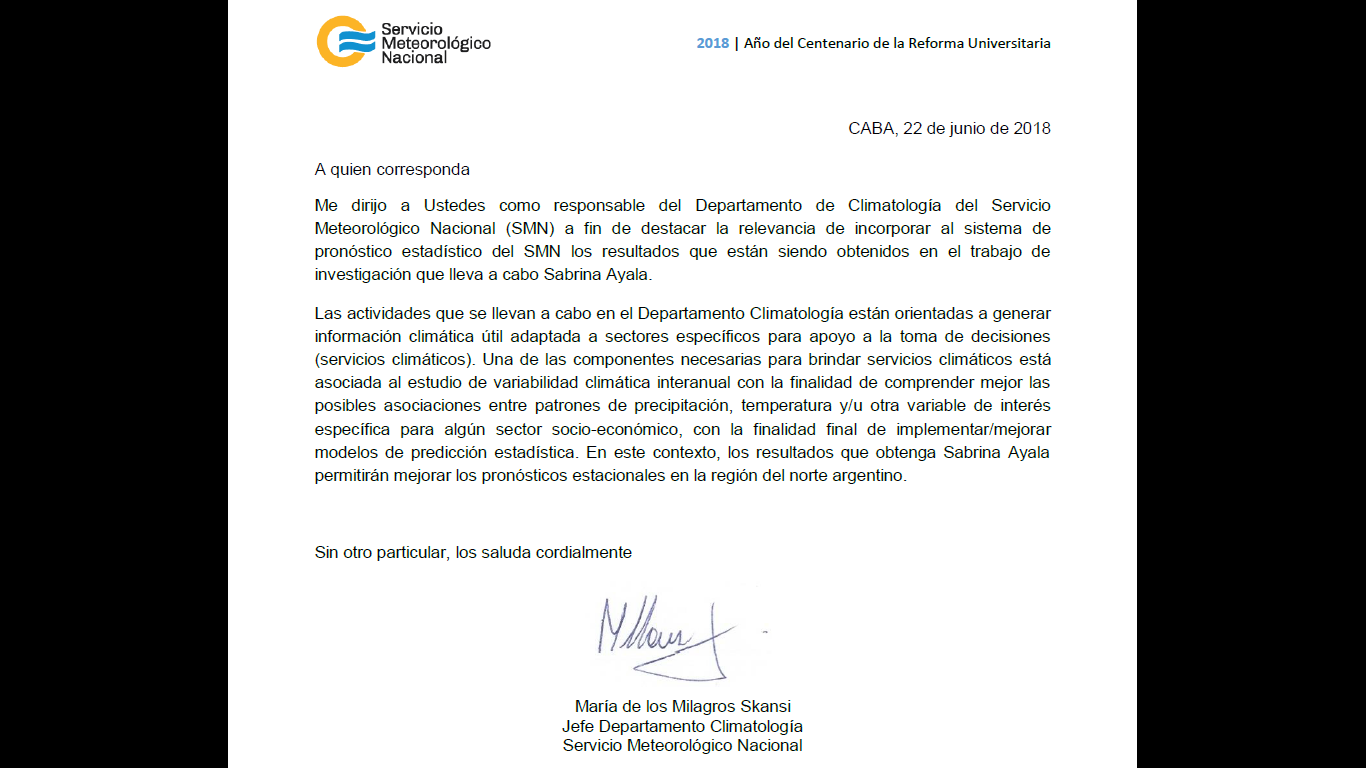 Servicio
Meteorológico
Nacional
2018 | Año del Centenario de la Reforma Universitaria
CABA, 22 de junio de 2018
A quien corresponda
Me dirijo a Ustedes como responsable del Departamento de Climatología del Servicio
Meteorológico Nacional (SMN) a fin de destacar la relevancia de incorporar al sistema de
pronóstico estadístico del SMN los resultados que están siendo obtenidos en el trabajo de
investigación que lleva a cabo Sabrina Ayala.
Las actividades que se llevan a cabo en el Departamento Climatología están orientadas a generar
información climática útil adaptada a sectores específicos para apoyo a la toma de decisiones
(servicios climáticos). Una de las componentes necesarias para brindar servicios climáticos está
asociada al estudio de variabilidad climática interanual con la finalidad de comprender mejor las
posibles asociaciones entre patrones de precipitación, temperatura y/u otra variable de interés
específica para algún sector socio-económico, con la finalidad final de implementar/mejorar
modelos de predicción estadística. En este contexto, los resultados que obtenga Sabrina Ayala
permitirán mejorar los pronósticos estacionales en la región del norte argentino.
Sin otro particular, los saluda cordialmente
María de los Milagros Skansi
Jefe Departamento Climatología
Servicio Meteorológico Nacional